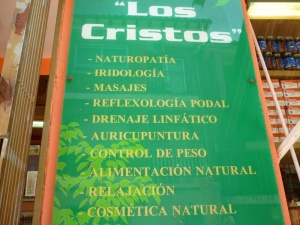 "Los
Cristos"
- NATUROPATÍA
- IRIDOLOGÍA
- MASAJES
- REFLEXOLOGÍA PODAL
- DRENAJE LINFÁTICO
- AURICUPUNTURA
- CONTROL DE PESO
- ALIMENTACIÓN NATURAL
- RELAJACIÓN
- COSMÉTICA NATURAL